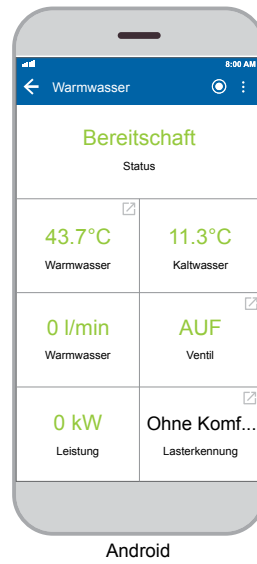 8:00 AM
Warmwasser
Bereitschaft
Status
43.7°C
Warmwasser
11.3°C
Kaltwasser
0 l/min
Warmwasser
AUF
Ventil
0 kW
Leistung
Ohne Komf...
Lasterkennung
Android